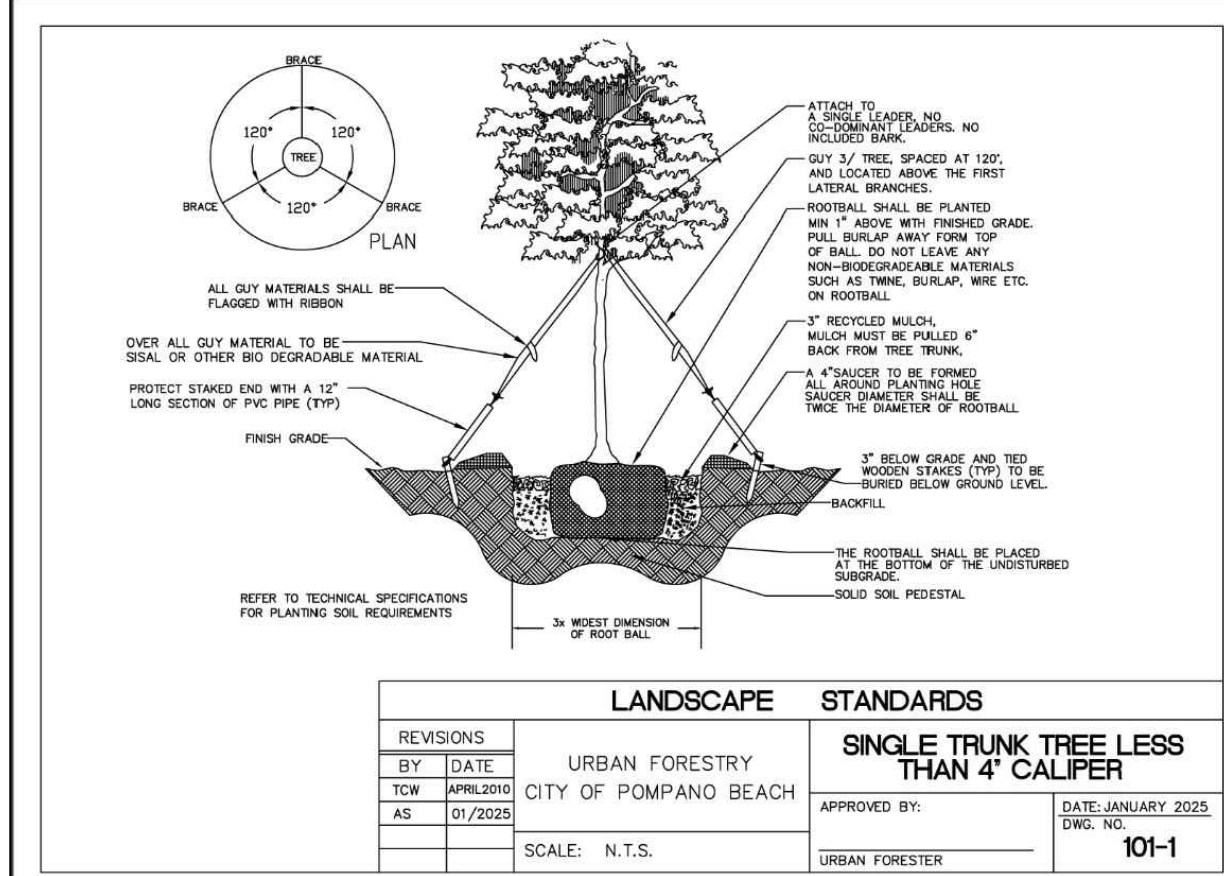 BRACE
120°
120°
TREE
120°
BRACE
BRACE
PLAN
ATTACH TO
A SINGLE LEADER, NO
CO-DOMINANT LEADERS. NO
INCLUDED BARK.
GUY 3/ TREE, SPACED AT 120°,
AND LOCATED ABOVE THE FIRST
LATERAL BRANCHES.
ROOTBALL SHALL BE PLANTED
MIN 1" ABOVE WITH FINISHED GRADE.
PULL BURLAP AWAY FORM TOP
OF BALL. DO NOT LEAVE ANY
NON-BIODEGRADEABLE MATERIALS
SUCH AS TWINE, BURLAP, WIRE ETC.
ON ROOTBALL
3" RECYCLED MULCH,
MULCH MUST BE PULLED 6"
BACK FROM TREE TRUNK,
A 4"SAUCER TO BE FORMED
ALL AROUND PLANTING HOLE
SAUCER DIAMETER SHALL BE
TWICE THE DIAMETER OF ROOTBALL
3" BELOW GRADE AND TIED
WOODEN STAKES (TYP) TO BE
BURIED BELOW GROUND LEVEL.
BACKFILL
THE ROOTBALL SHALL BE PLACED
AT THE BOTTOM OF THE UNDISTURBED
SUBGRADE.
SOLID SOIL PEDESTAL
ALL GUY MATERIALS SHALL BE
FLAGGED WITH RIBBON
OVER ALL GUY MATERIAL TO BE
SISAL OR OTHER BIO DEGRADABLE MATERIAL
PROTECT STAKED END WITH A 12"
LONG SECTION OF PVC PIPE (TYP)
FINISH GRADE
REFER TO TECHNICAL SPECIFICATIONS
FOR PLANTING SOIL REQUIREMENTS
3x WIDEST DIMENSION
OF ROOT BALL
LANDSCAPE STANDARDS
REVISIONS
BY DATE
TCW APRIL2010
AS 01/2025
URBAN FORESTRY
CITY OF POMPANO BEACH
SCALE: N.T.S.
SINGLE TRUNK TREE LESS
THAN 4" CALIPER
APPROVED BY:
URBAN FORESTER
DATE: JANUARY 2025
DWG. NO.
101-1